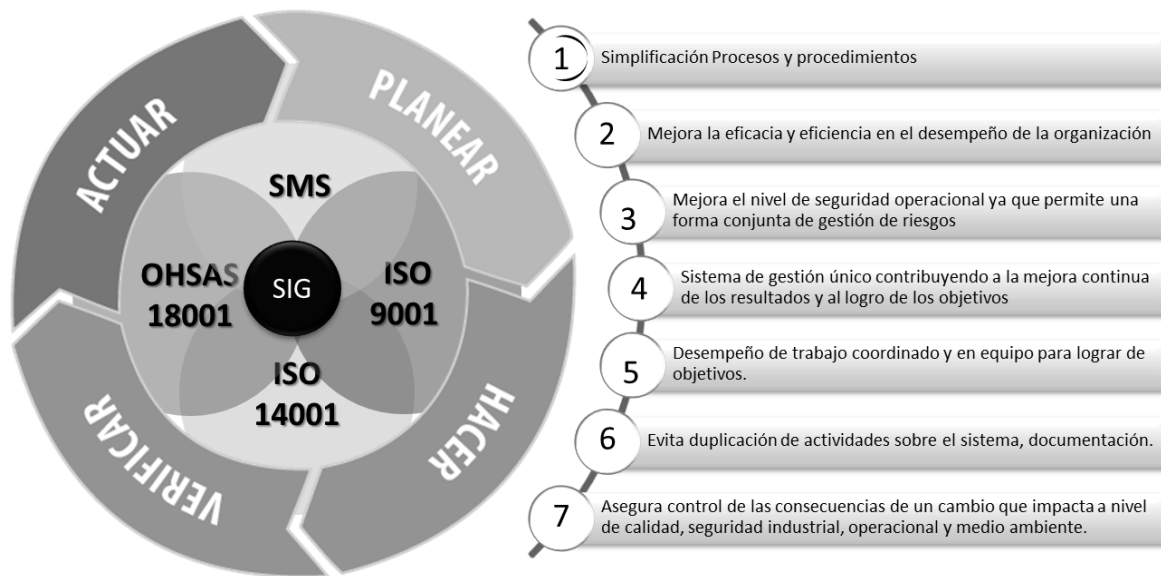 ACTUAR
PLANEAR
HACER
VERIFICAR
SMS
OHSAS
18001
SIG
ISO
9001
ISO
14001
1
Simplificación Procesos y procedimientos
2
Mejora la eficacia y eficiencia en el desempeño de la organización
3
Mejora el nivel de seguridad operacional ya que permite una
forma conjunta de gestión de riesgos
4
Sistema de gestión único contribuyendo a la mejora continua
de los resultados y al logro de los objetivos
5
Desempeño de trabajo coordinado y en equipo para lograr de
objetivos.
6
Evita duplicación de actividades sobre el sistema, documentación.
7
Asegura control de las consecuencias de un cambio que impacta a nivel
de calidad, seguridad industrial, operacional y medio ambiente.